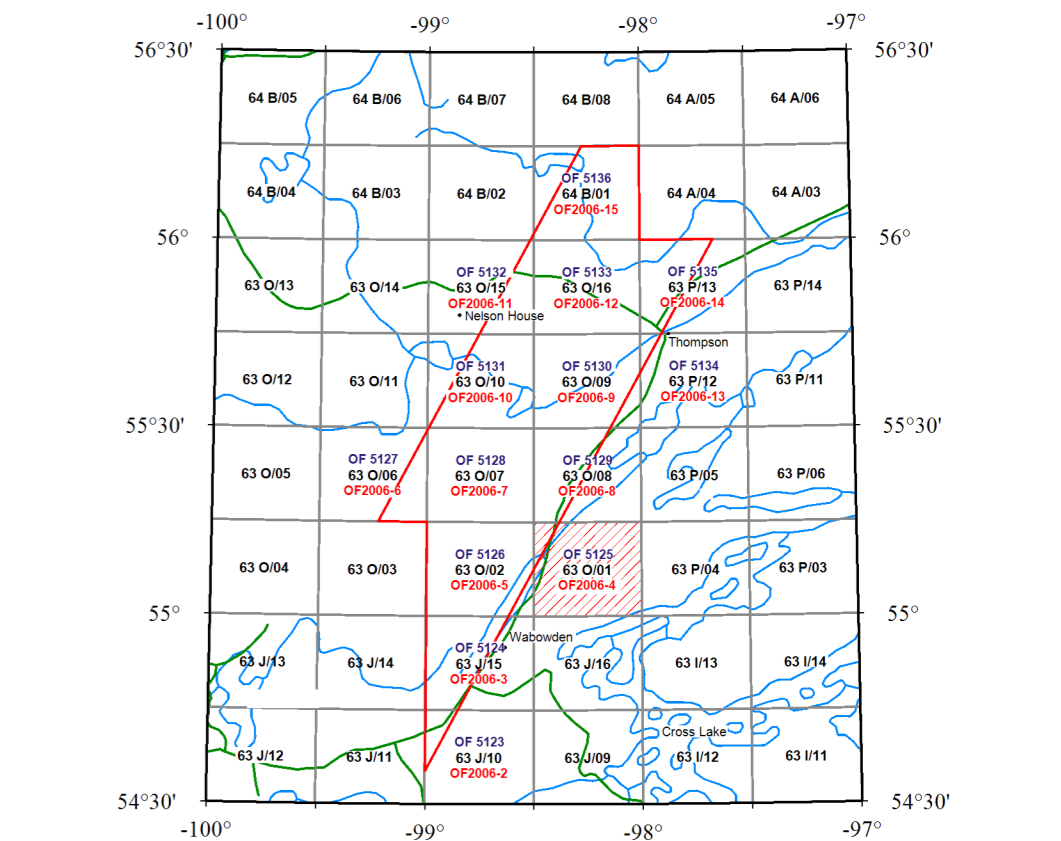 -100° -99° -98° -97°
56°30' 56°30'
64 B/05 64 B/06 64 B/07 64 B/08 64 A/05 64 A/06
OF 5136
64 B/04 64 B/03 64 B/02 64 B/01 64 A/04 64 A/03
OF2006-15
56° 56°
OF 5132 OF 5133 OF 5135
63 O/13 63 O/14 63 O/15 63 O/16 63 P/13 63 P/14
OF2006-11 OF2006-12 OF2006-14
Nelson House
Thompson
OF 5131 OF 5130 OF 5134
63 O/12 63 O/11 63 O/10 63 O/09 63 P/12 63 P/11
OF2006-10 OF2006-9 OF2006-13
55°30' 55°30'
OF 5127 OF 5128 OF 5129
63 O/05 63 O/06 63 O/07 63 O/08 63 P/05 63 P/06
OF2006-6 OF2006-7 OF2006-8
OF 5126 OF 5125
63 O/04 63 O/03 63 O/02 63 O/01 63 P/04 63 P/03
OF2006-5 OF2006-4
55° 55°
Wabowden
OF 5124
63 J/13 63 J/14 63 J/15 63 J/16 63 I/13 63 I/14
OF2006-3
Cross Lake
OF 5123
63 J/12 63 J/11 63 J/10 63 J/09 63 I/12 63 I/11
OF2006-2
54°30' 54°30'
-100° -99° -98° -97°